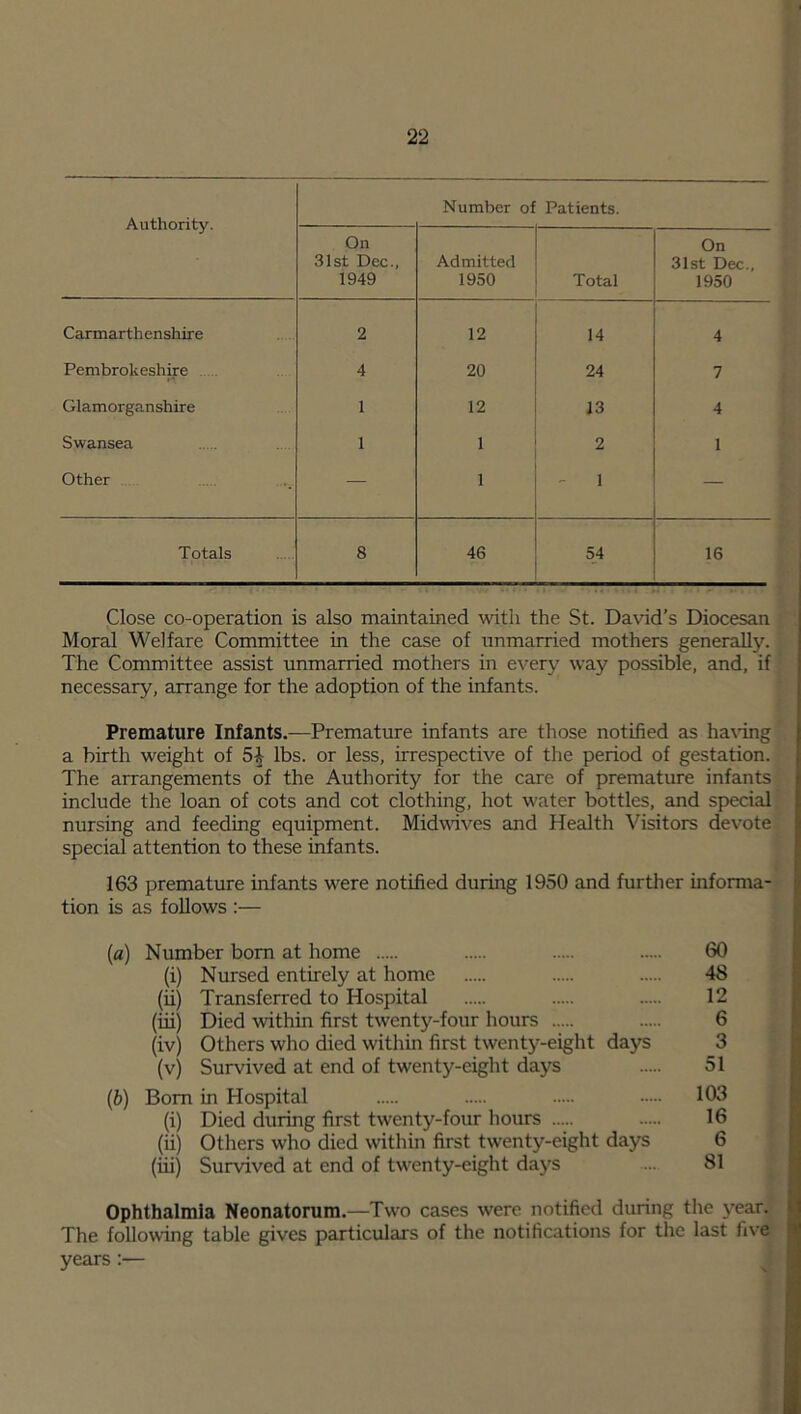 22
Authority.
Number of Patients.
On 31st Dec., 1949
Admitted 1950
Total
On 31st Dec., 1950
Carmarthenshire ..... 2 12 14 4
Pembrokeshire ..... 4 20 24 7
Glamorganshire 1 12 13 4
Swansea ..... ..... 1 1 2 1
Other ..... ..... ..... — 1 1 —
Totals ..... 8 46 54 16
Close co-operation is also maintained with the St. David's Diocesan
Moral Welfare Committee in the case of unmarried mothers generally.
The Committee assist unmarried mothers in every way possible, and, if
necessary, arrange for the adoption of the infants.
Premature Infants.—Premature infants are those notified as having
a birth weight of 5½ lbs. or less, irrespective of the period of gestation.
The arrangements of the Authority for the care of premature infants
include the loan of cots and cot clothing, hot water bottles, and special
nursing and feeding equipment. Midwives and Health Visitors devote
special attention to these infants.
163 premature infants were notified during 1950 and further informa-
tion is as follows :—
(a) Number born at home ..... ..... ..... ..... 60
(i) Nursed entirely at home ..... ..... ..... 48
(ii) Transferred to Hospital ..... ..... ..... 12
(iii) Died within first twenty-four hours ..... ..... 6
(iv) Others who died within first twenty-eight days 3
(v) Survived at end of twenty-eight days ..... 51
(b) Born in Hospital ..... ..... ..... ..... 103
(i) Died during first twenty-four hours ..... ..... 16
(ii) Others who died within first twenty-eight days 6
(iii) Survived at end of twenty-eight days .... 81
Ophthalmia Neonatorum.—Two cases were notified during the year.
The following table gives particulars of the notifications for the last five
years :—